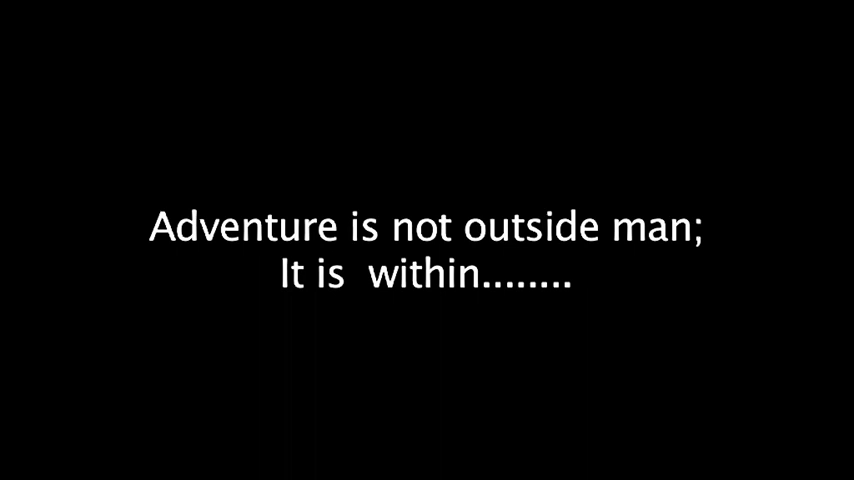 Adventure is not outside man;
It is  within........